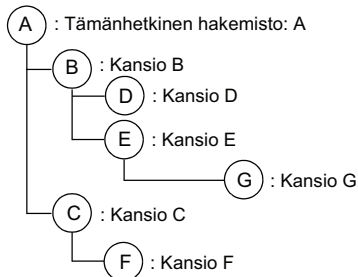 A : Tämänhetkinen hakemisto: A
B : Kansio B
D : Kansio D
E : Kansio E
G : Kansio G
C : Kansio C
F : Kansio F